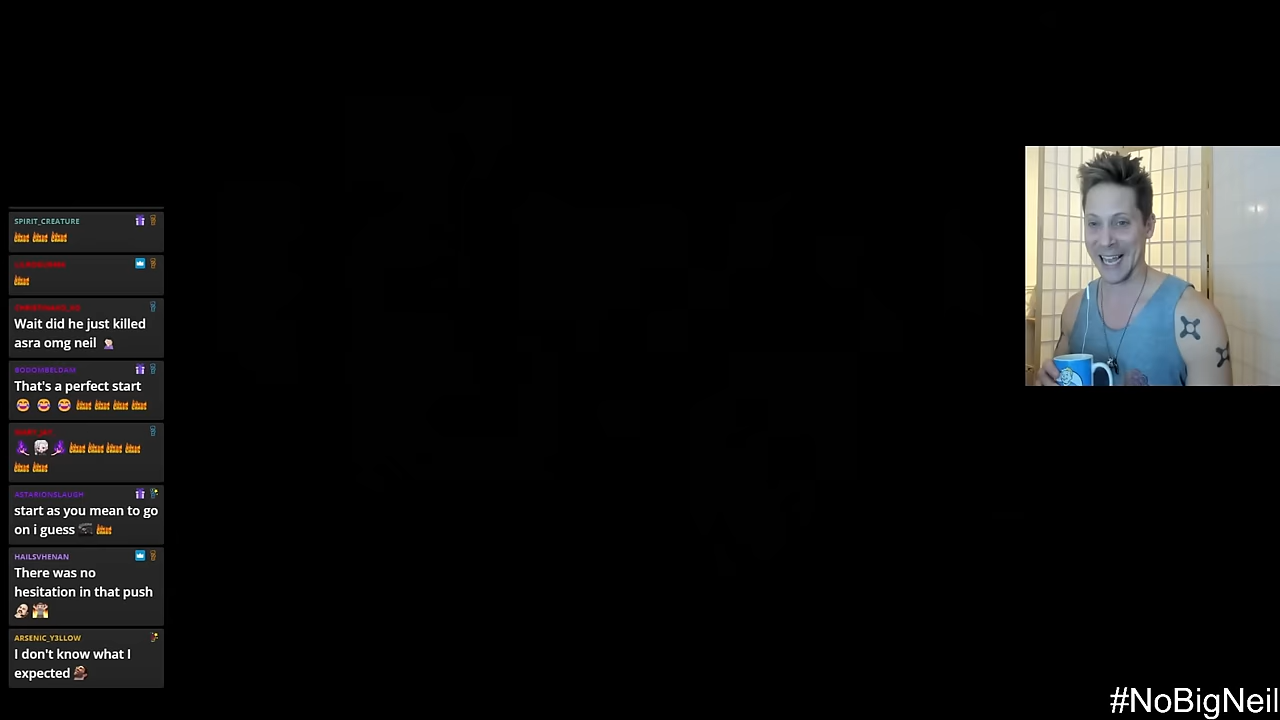 SPIRIT_CREATURE
Wait did he just killed
asra omg neil
BODOMBELDAM
That's a perfect start
ASTARIONSLAUGH
start as you mean to go
on i guess
HAILSVHENAN
There was no
hesitation in that push
ARSENIC_Y3LLOW
I don't know what I
expected
#NoBigNeil